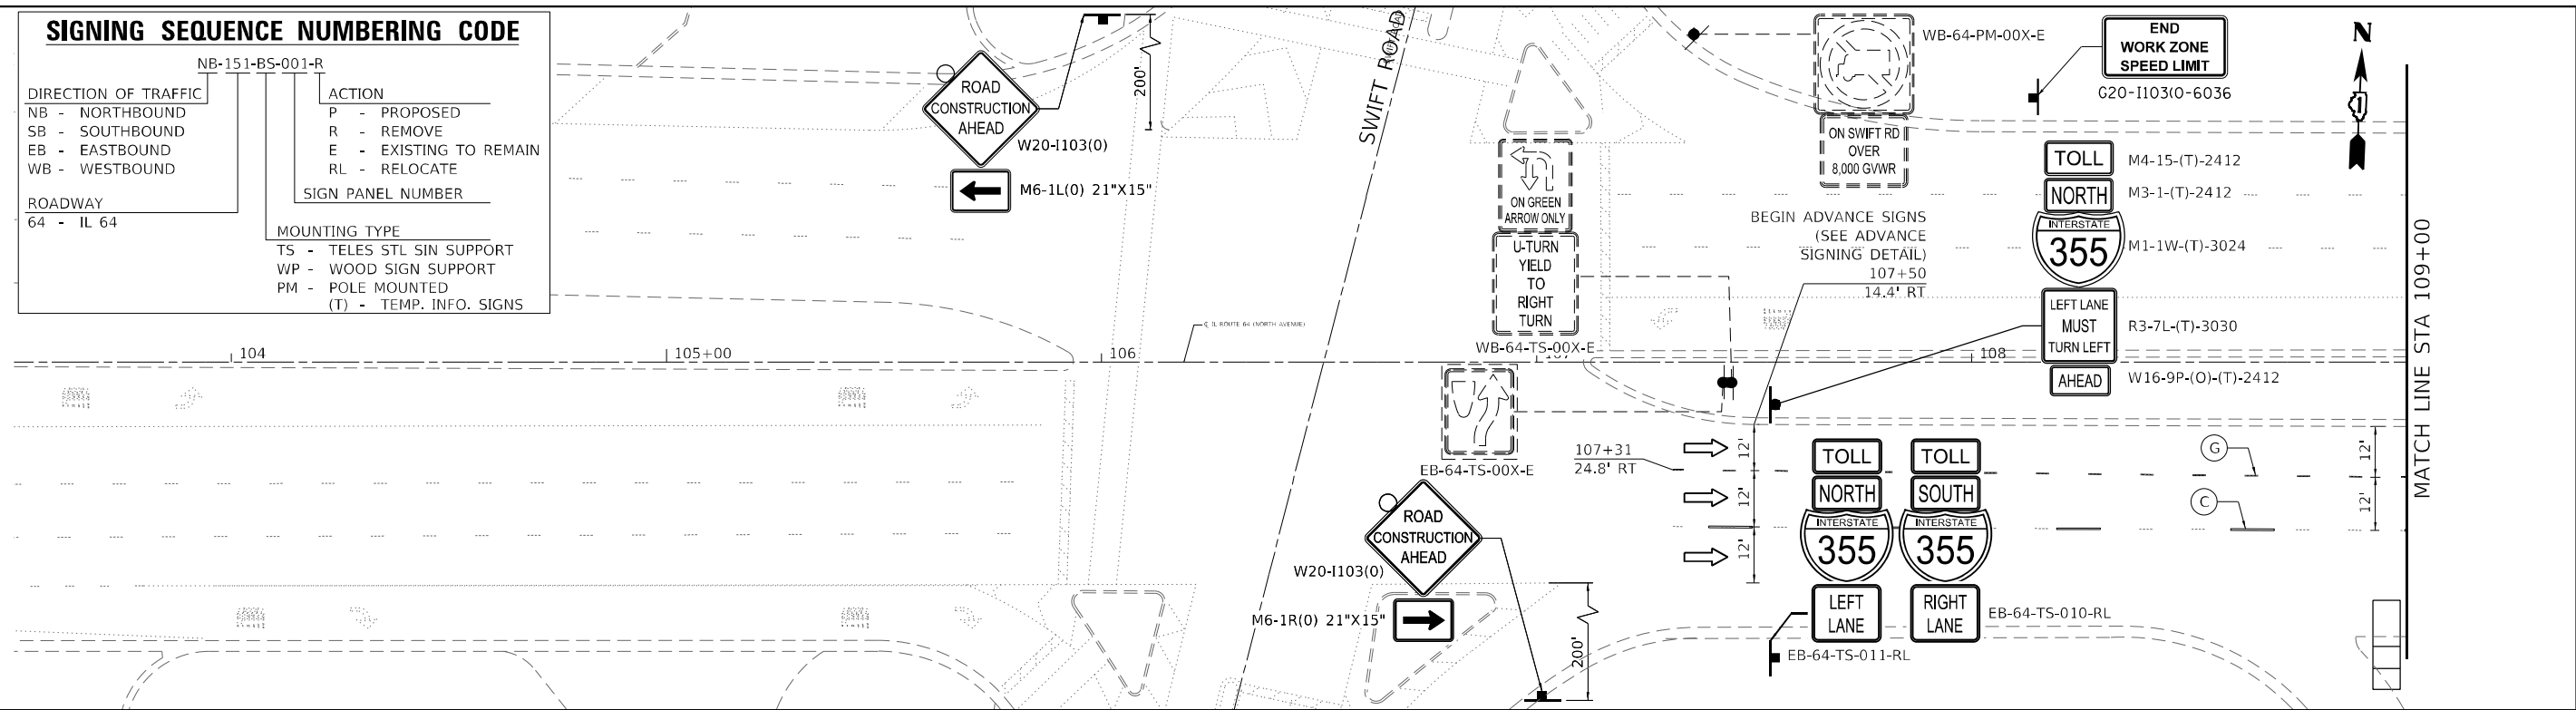 SIGNING SEQUENCE NUMBERING CODE
NB-151-BS-001-R
DIRECTION OF TRAFFIC
NB - NORTHBOUND
SB - SOUTHBOUND
EB - EASTBOUND
WB - WESTBOUND
ACTION
P - PROPOSED
R - REMOVE
E - EXISTING TO REMAIN
RL - RELOCATE
SIGN PANEL NUMBER
ROADWAY
64 - IL 64
MOUNTING TYPE
TS - TELES STL SIN SUPPORT
WP - WOOD SIGN SUPPORT
PM - POLE MOUNTED
(T) - TEMP. INFO. SIGNS
ROAD
CONSTRUCTION
AHEAD
W20-I103(0)
M6-1L(0) 21"X15"
200'
SWIFT ROAD
℄ IL ROUTE 64 (NORTH AVENUE)
104
105+00
106
107
108
ON GREEN
ARROW ONLY
U-TURN
YIELD
TO
RIGHT
TURN
WB-64-TS-00X-E
EB-64-TS-00X-E
WB-64-PM-00X-E
ON SWIFT RD
OVER
8,000 GVWR
END
WORK ZONE
SPEED LIMIT
G20-I103(0-6036
N
BEGIN ADVANCE SIGNS
(SEE ADVANCE
SIGNING DETAIL)
107+50
14.4' RT
TOLL
M4-15-(T)-2412
NORTH
M3-1-(T)-2412
INTERSTATE
355
M1-1W-(T)-3024
LEFT LANE
MUST
TURN LEFT
R3-7L-(T)-3030
AHEAD
W16-9P-(O)-(T)-2412
MATCH LINE STA 109+00
ROAD
CONSTRUCTION
AHEAD
W20-I103(0)
M6-1R(0) 21"X15"
200'
107+31
24.8' RT
12'
12'
12'
TOLL
NORTH
INTERSTATE
355
LEFT
LANE
TOLL
SOUTH
INTERSTATE
355
RIGHT
LANE
EB-64-TS-010-RL
EB-64-TS-011-RL
G
C
12'
12'